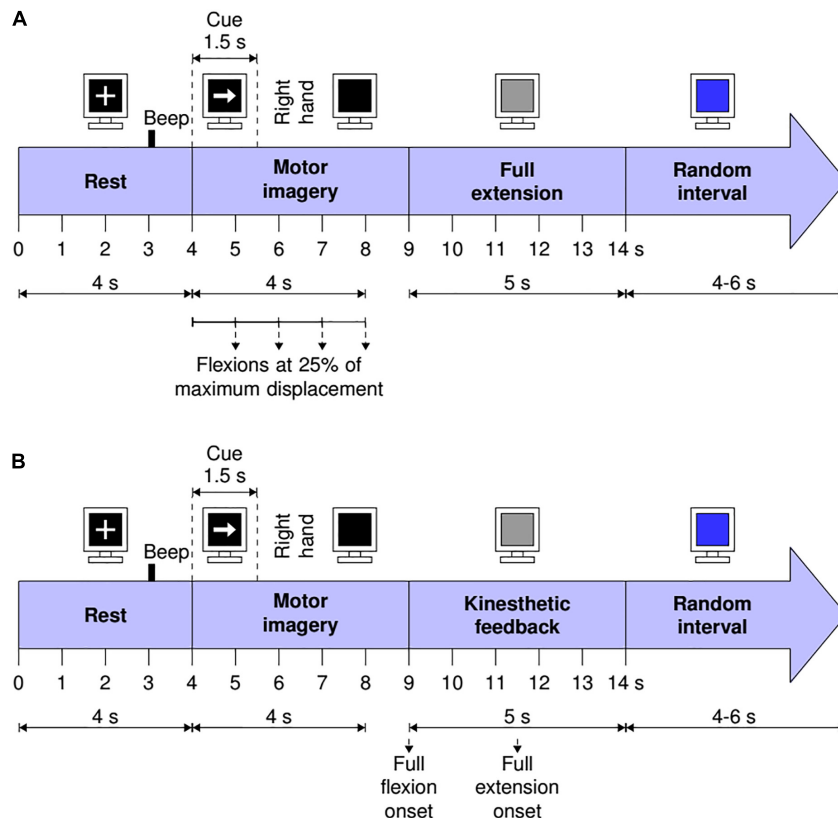 A
Cue
1.5 s
Beep
Right
hand
Rest
Motor
imagery
Full
extension
Random
interval
0 1 2 3 4 5 6 7 8 9 10 11 12 13 14 s
4 s 4 s 5 s 4-6 s
Flexions at 25% of
maximum displacement
B
Cue
1.5 s
Beep
Right
hand
Rest
Motor
imagery
Kinesthetic
feedback
Random
interval
0 1 2 3 4 5 6 7 8 9 10 11 12 13 14 s
4 s 4 s 5 s 4-6 s
Full
flexion
onset
Full
extension
onset